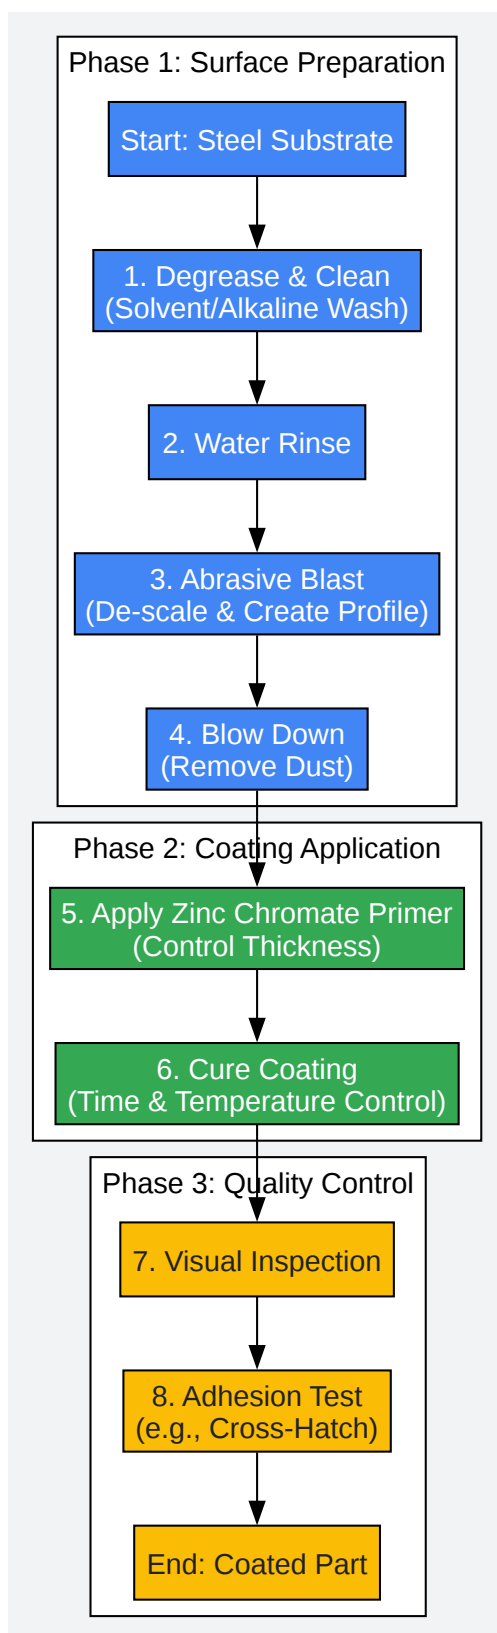 Phase 1: Surface Preparation
Start: Steel Substrate
1. Degrease & Clean
(Solvent/Alkaline Wash)
2. Water Rinse
3. Abrasive Blast
(De-scale & Create Profile)
4. Blow Down
(Remove Dust)
Phase 2: Coating Application
5. Apply Zinc Chromate Primer
(Control Thickness)
6. Cure Coating
(Time & Temperature Control)
Phase 3: Quality Control
7. Visual Inspection
8. Adhesion Test
(e.g., Cross-Hatch)
End: Coated Part